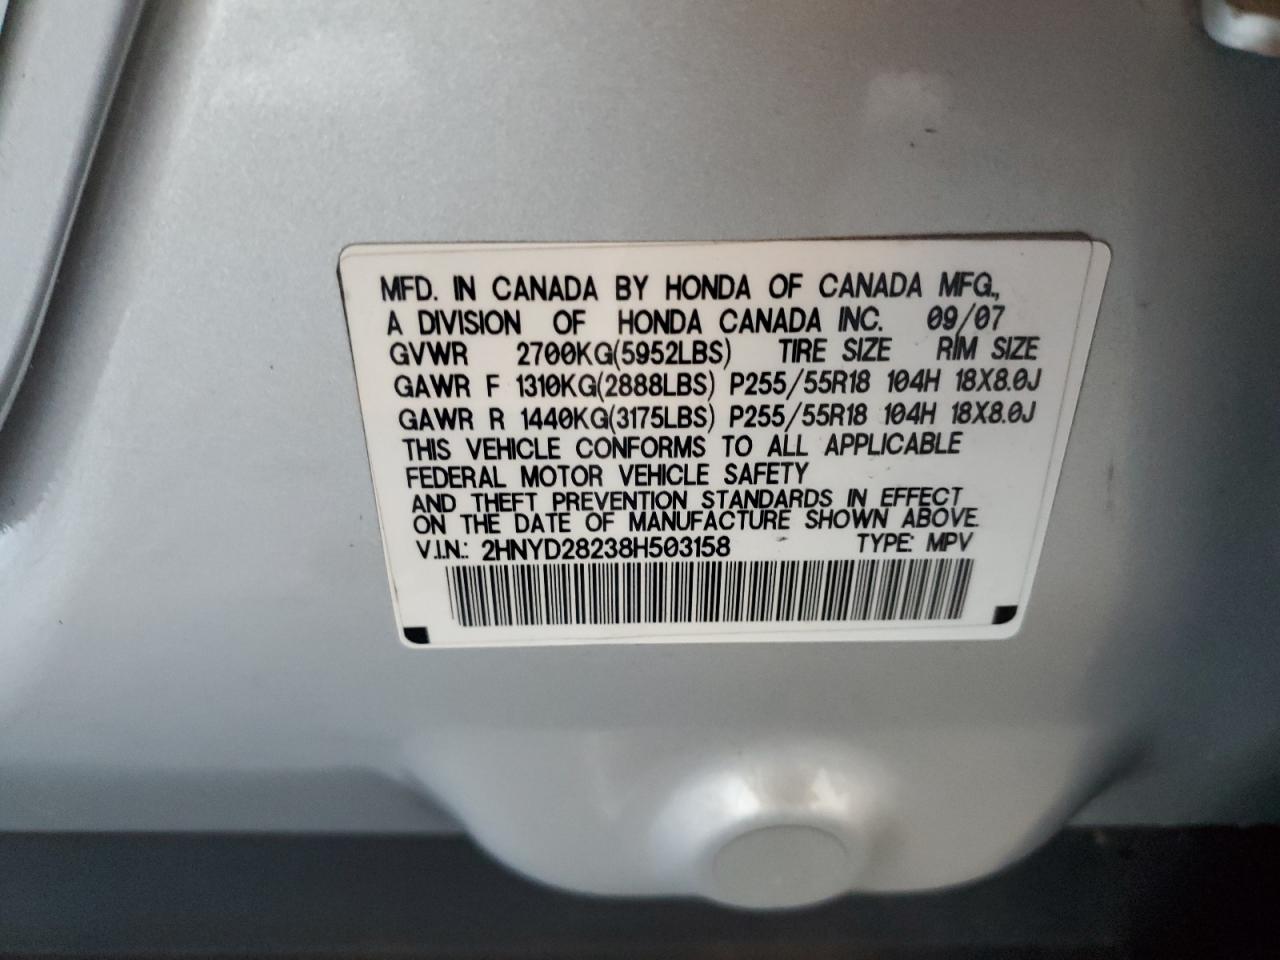 MFD. IN CANADA BY HONDA OF CANADA MFG.,
A DIVISION OF HONDA CANADA INC. 09/07
GVWR 2700KG(5952LBS) TIRE SIZE RIM SIZE
GAWR F 1310KG(2888LBS) P255/55R18 104H 18X8.0J
GAWR R 1440KG(3175LBS) P255/55R18 104H 18X8.0J
THIS VEHICLE CONFORMS TO ALL APPLICABLE
FEDERAL MOTOR VEHICLE SAFETY
AND THEFT PREVENTION STANDARDS IN EFFECT
ON THE DATE OF MANUFACTURE SHOWN ABOVE.
V.I.N.: 2HNYD28238H503158 TYPE: MPV